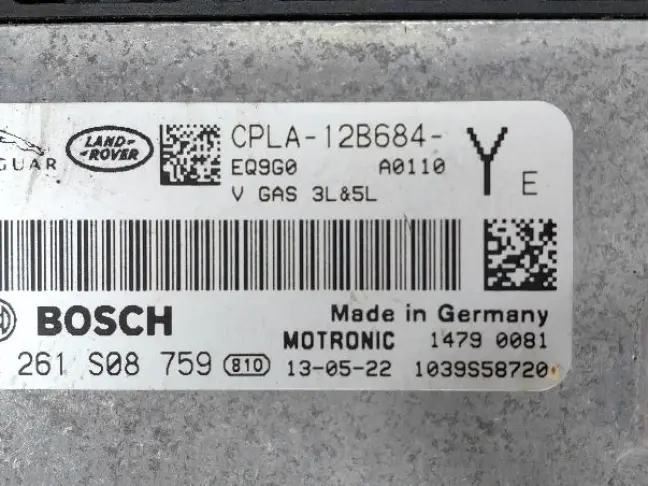 LAND-
ROVER
GUAR
CPLA-12B684-
Y
E
EQ9G0 A0110
V GAS 3L&5L
BOSCH
Made in Germany
MOTRONIC 1479 0081
261 S08 759 810 13-05-22 1039S58720